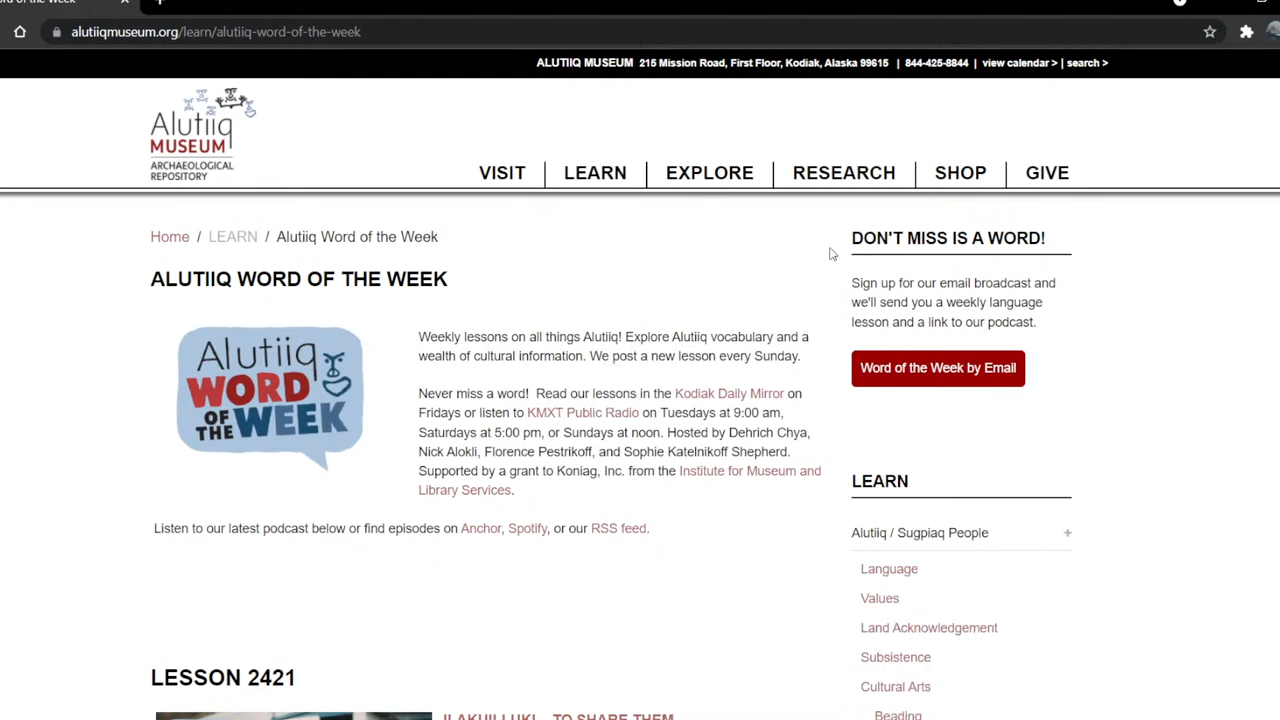 alutiiqmuseum.org/learn/alutiiq-word-of-the-week
ALUTIIQ MUSEUM 215 Mission Road, First Floor, Kodiak, Alaska 99615 | 844-425-8844 | view calendar > | search >
Alutiiq
MUSEUM
ARCHAEOLOGICAL
REPOSITORY
VISIT LEARN EXPLORE RESEARCH SHOP GIVE
Home / LEARN / Alutiiq Word of the Week
ALUTIIQ WORD OF THE WEEK
Alutiiq
WORD
OF THE WEEK
Weekly lessons on all things Alutiiq! Explore Alutiiq vocabulary and a
wealth of cultural information. We post a new lesson every Sunday.
Never miss a word! Read our lessons in the Kodiak Daily Mirror on
Fridays or listen to KMXT Public Radio on Tuesdays at 9:00 am,
Saturdays at 5:00 pm, or Sundays at noon. Hosted by Dehrich Chya,
Nick Alokli, Florence Pestrikoff, and Sophie Katelnikoff Shepherd.
Supported by a grant to Koniag, Inc. from the Institute for Museum and
Library Services.
Listen to our latest podcast below or find episodes on Anchor, Spotify, or our RSS feed.
LESSON 2421
TO SHARE THEM
DON'T MISS IS A WORD!
Sign up for our email broadcast and
we'll send you a weekly language
lesson and a link to our podcast.
Word of the Week by Email
LEARN
Alutiiq / Sugpiaq People +
Language
Values
Land Acknowledgement
Subsistence
Cultural Arts
Beading